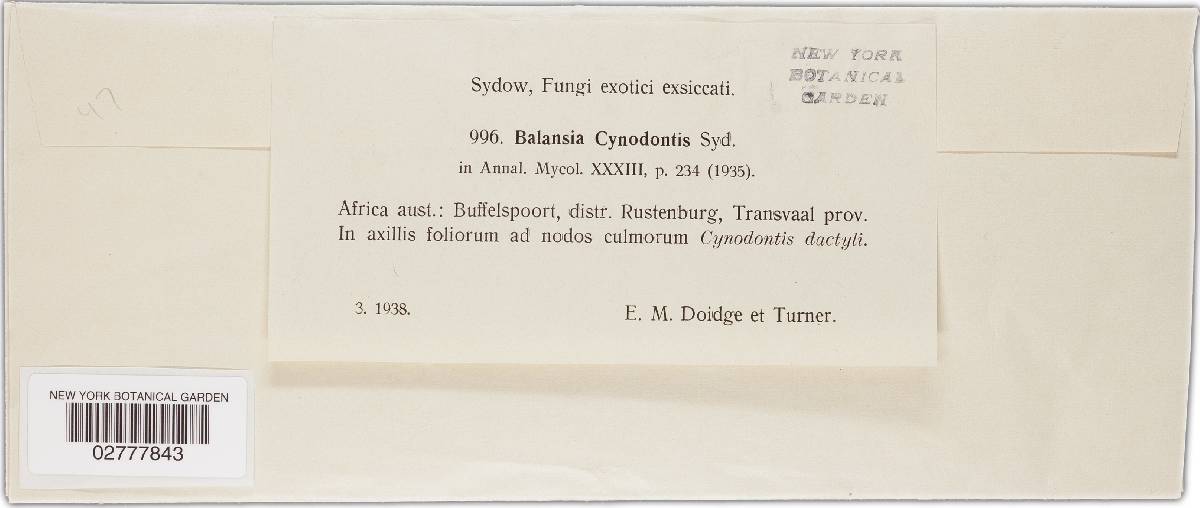 NEW YORK
BOTANICAL
GARDEN
Sydow, Fungi exotici exsiccati.
996. Balansia Cynodontis Syd.
in Annal. Mycol. XXXIII, p. 234 (1935).
Africa aust.: Buffelspoort, distr. Rustenburg, Transvaal prov.
In axillis foliorum ad nodos culmorum Cynodontis dactyli.
3. 1938.
E. M. Doidge et Turner.
NEW YORK BOTANICAL GARDEN
02777843